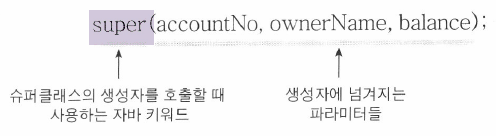 super(accountNo, ownerName, balance);
슈퍼클래스의 생성자를 호출할 때
사용하는 자바 키워드
생성자에 넘겨지는
파라미터들